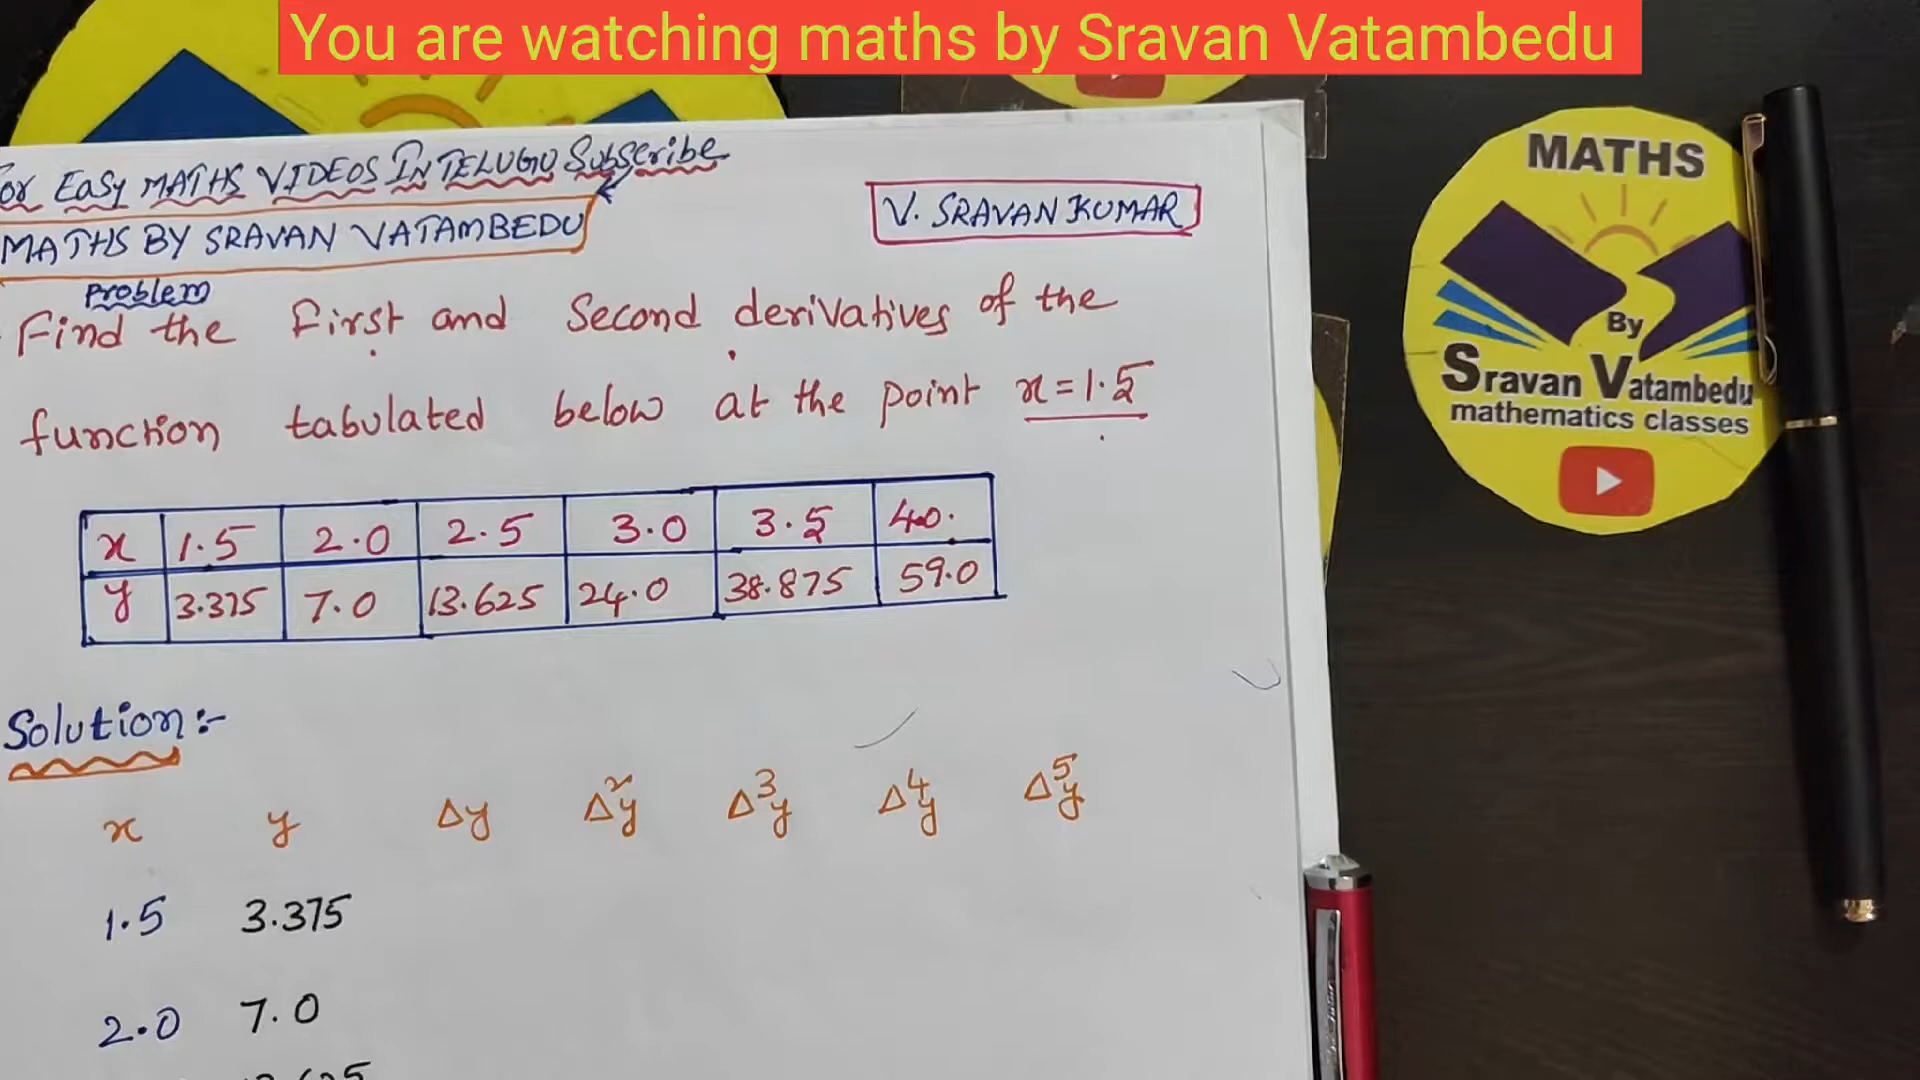 You are watching maths by Sravan Vatambedu
For Easy MATHS VIDEOS IN TELUGU Subscribe
MATHS BY SRAVAN VATAMBEDU
V. SRAVAN KUMAR
Problem
Find the First and Second derivatives of the
function tabulated below at the point x=1.5
x 1.5 2.0 2.5 3.0 3.5 4.0
y 3.375 7.0 13.625 24.0 38.875 59.0
Solution:-
x y Δy Δ²y Δ³y Δ⁴y Δ⁵y
1.5 3.375
2.0 7.0
MATHS
By
Sravan Vatambedu
mathematics classes